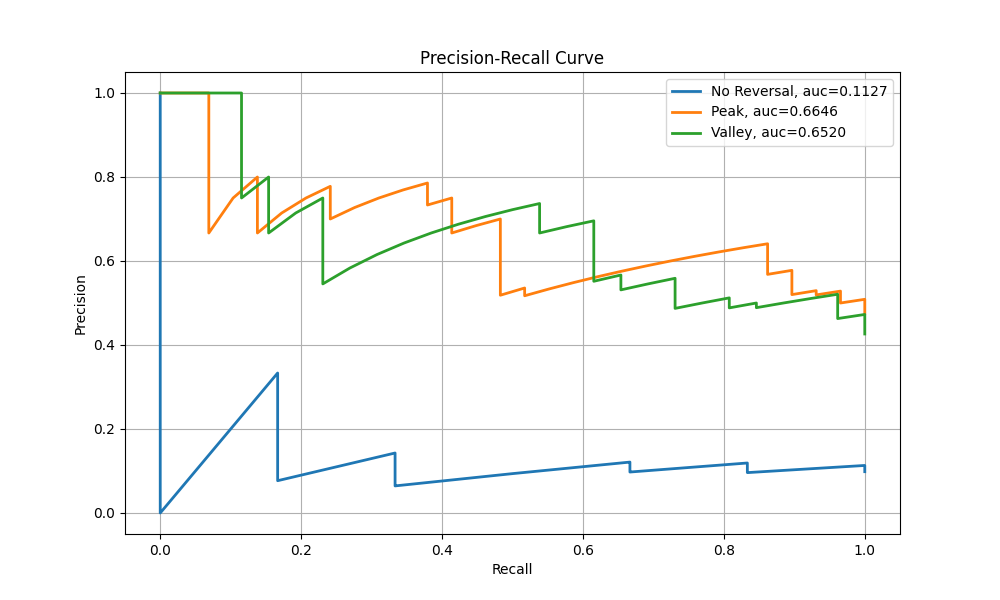 Precision-Recall Curve
No Reversal, auc=0.1127
Peak, auc=0.6646
Valley, auc=0.6520
Precision
1.0
0.8
0.6
0.4
0.2
0.0
0.0 0.2 0.4 0.6 0.8 1.0
Recall